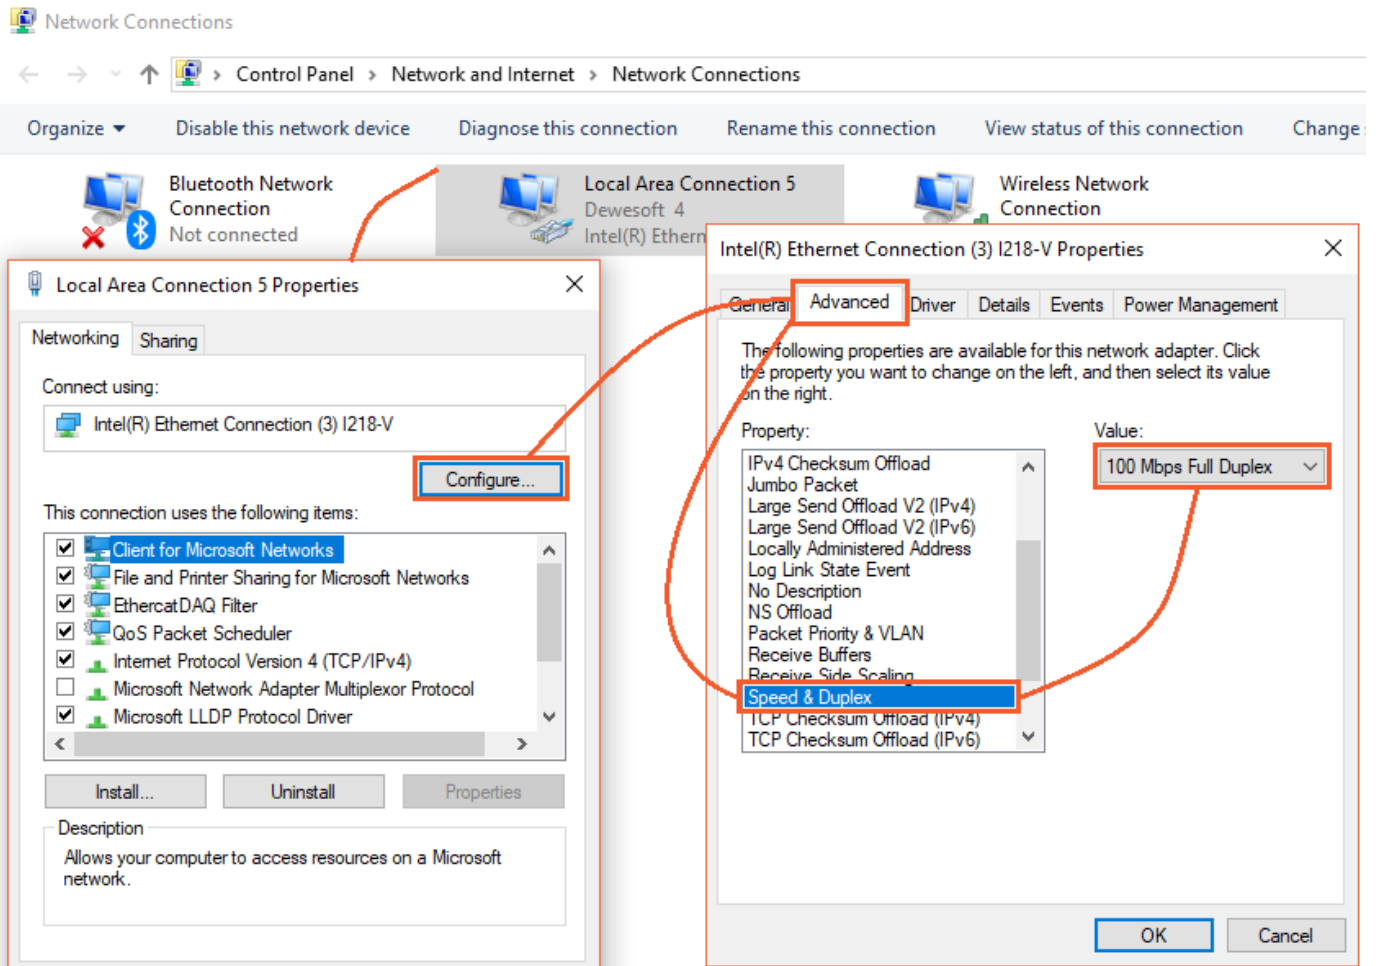 Network Connections
Control Panel > Network and Internet > Network Connections
Organize Disable this network device Diagnose this connection Rename this connection View status of this connection Change
Bluetooth Network
Connection
Not connected
Local Area Connection 5
Dewesoft 4
Intel(R) Ethern
Wireless Network
Connection
Local Area Connection 5 Properties
Networking Sharing
Connect using:
Intel(R) Ethernet Connection (3) I218-V
Configure...
This connection uses the following items:
Client for Microsoft Networks
File and Printer Sharing for Microsoft Networks
EthercatDAQ Filter
QoS Packet Scheduler
Internet Protocol Version 4 (TCP/IPv4)
Microsoft Network Adapter Multiplexor Protocol
Microsoft LLDP Protocol Driver
Install... Uninstall Properties
Description
Allows your computer to access resources on a Microsoft
network.
Intel(R) Ethernet Connection (3) I218-V Properties
General Advanced Driver Details Events Power Management
The following properties are available for this network adapter. Click
the property you want to change on the left, and then select its value
on the right.
Property:
Value:
IPv4 Checksum Offload
Jumbo Packet
Large Send Offload V2 (IPv4)
Large Send Offload V2 (IPv6)
Locally Administered Address
Log Link State Event
No Description
NS Offload
Packet Priority & VLAN
Receive Buffers
Receive Side Scaling
Speed & Duplex
TCP Checksum Offload (IPv4)
TCP Checksum Offload (IPv6)
100 Mbps Full Duplex
OK Cancel